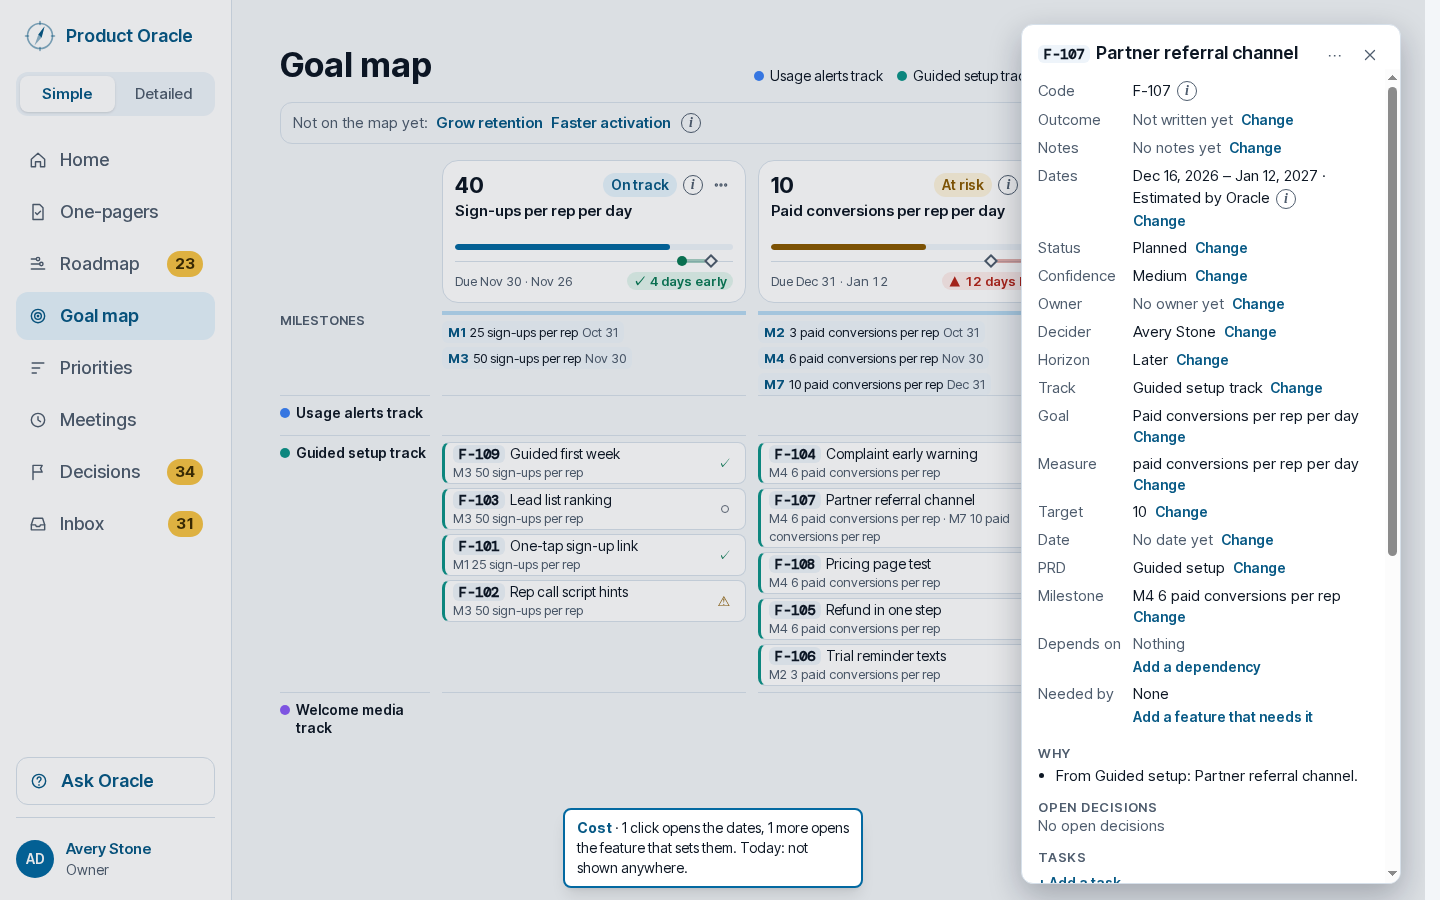 Product Oracle
Simple
Detailed
Home
One-pagers
Roadmap
23
Goal map
Priorities
Meetings
Decisions
34
Inbox
31
Ask Oracle
AD
Avery Stone
Owner
Goal map
Usage alerts track
Guided setup
Not on the map yet:
Grow retention
Faster activation
i
40
On track
i
Sign-ups per rep per day
Due Nov 30 · Nov 26
✓ 4 days early
10
At risk
i
Paid conversions per rep per day
Due Dec 31 · Jan 12
▲ 12 days
MILESTONES
M1 25 sign-ups per rep Oct 31
M3 50 sign-ups per rep Nov 30
M2 3 paid conversions per rep Oct 31
M4 6 paid conversions per rep Nov 30
M7 10 paid conversions per rep Dec 31
Usage alerts track
Guided setup track
F-109 Guided first week
M3 50 sign-ups per rep
F-103 Lead list ranking
M3 50 sign-ups per rep
F-101 One-tap sign-up link
M1 25 sign-ups per rep
F-102 Rep call script hints
M3 50 sign-ups per rep
F-104 Complaint early warning
M4 6 paid conversions per rep
F-107 Partner referral channel
M4 6 paid conversions per rep · M7 10 paid
conversions per rep
F-108 Pricing page test
M4 6 paid conversions per rep
F-105 Refund in one step
M4 6 paid conversions per rep
F-106 Trial reminder texts
M2 3 paid conversions per rep
Welcome media
track
Cost · 1 click opens the dates, 1 more opens
the feature that sets them. Today: not
shown anywhere.
F-107 Partner referral channel
Code F-107 i
Outcome Not written yet Change
Notes No notes yet Change
Dates Dec 16, 2026 – Jan 12, 2027 ·
Estimated by Oracle i
Change
Status Planned Change
Confidence Medium Change
Owner No owner yet Change
Decider Avery Stone Change
Horizon Later Change
Track Guided setup track Change
Goal Paid conversions per rep per day
Change
Measure paid conversions per rep per day
Change
Target 10 Change
Date No date yet Change
PRD Guided setup Change
Milestone M4 6 paid conversions per rep
Change
Depends on Nothing
Add a dependency
Needed by None
Add a feature that needs it
WHY
• From Guided setup: Partner referral channel.
OPEN DECISIONS
No open decisions
TASKS
+ Add a task